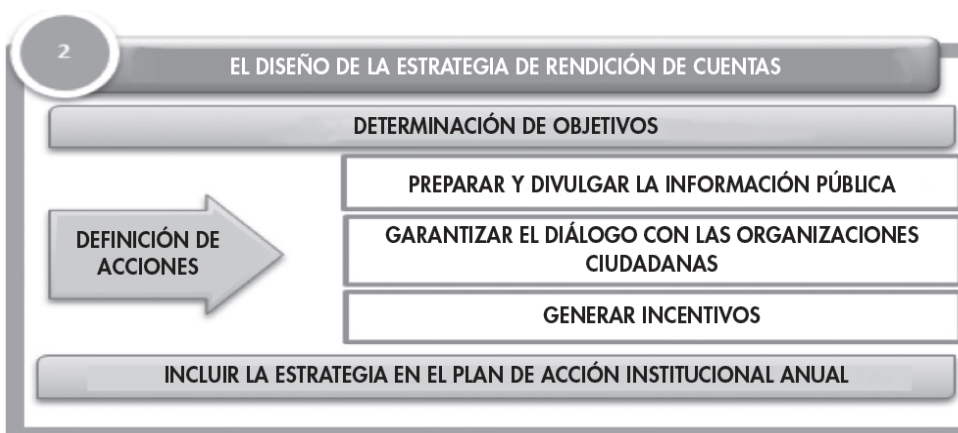 2
EL DISEÑO DE LA ESTRATEGIA DE RENDICIÓN DE CUENTAS
DETERMINACIÓN DE OBJETIVOS
DEFINICIÓN DE
ACCIONES
PREPARAR Y DIVULGAR LA INFORMACIÓN PÚBLICA
GARANTIZAR EL DIÁLOGO CON LAS ORGANIZACIONES
CIUDADANAS
GENERAR INCENTIVOS
INCLUIR LA ESTRATEGIA EN EL PLAN DE ACCIÓN INSTITUCIONAL ANUAL